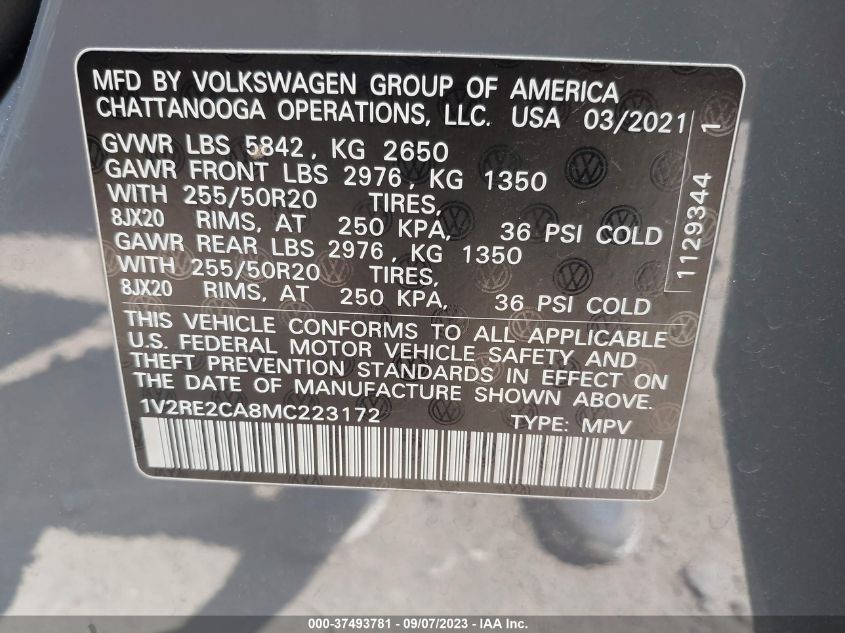 MFD BY VOLKSWAGEN GROUP OF AMERICA
CHATTANOOGA OPERATIONS, LLC. USA 03/2021
GVWR LBS 5842, KG 2650
GAWR FRONT LBS 2976, KG 1350
WITH 255/50R20 TIRES,
8JX20 RIMS, AT 250 KPA, 36 PSI COLD
GAWR REAR LBS 2976, KG 1350
WITH 255/50R20 TIRES,
8JX20 RIMS, AT 250 KPA, 36 PSI COLD
THIS VEHICLE CONFORMS TO ALL APPLICABLE
U.S. FEDERAL MOTOR VEHICLE SAFETY AND
THEFT PREVENTION STANDARDS IN EFFECT ON
THE DATE OF MANUFACTURE SHOWN ABOVE.
1V2RE2CA8MC223172 TYPE: MPV
1129344 1
000-37493781 - 09/07/2023 - IAA Inc.